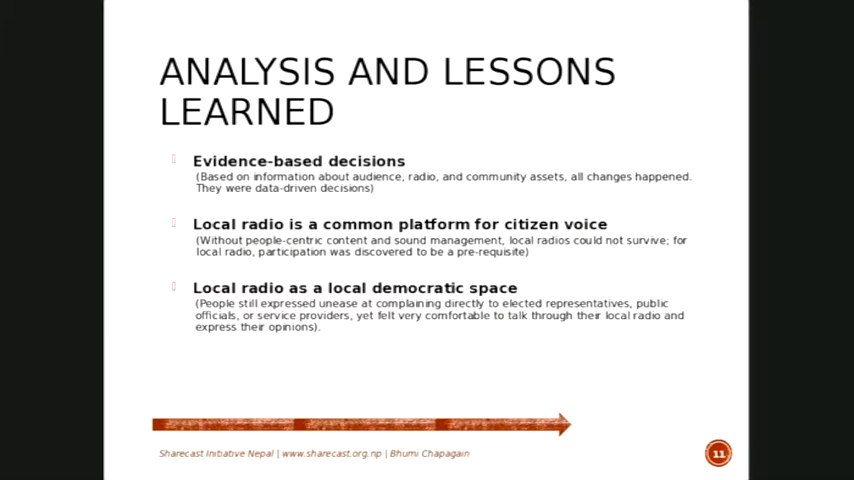 ANALYSIS AND LESSONS
LEARNED
Evidence-based decisions
(Based on information about audience, radio, and community assets, all changes happened.
They were data-driven decisions)
Local radio is a common platform for citizen voice
(Without people-centric content and sound management, local radios could not survive; for
local radio, participation was discovered to be a pre-requisite)
Local radio as a local democratic space
(People still expressed unease at complaining directly to elected representatives, public
officials, or service providers, yet felt very comfortable to talk through their local radio and
express their opinions).
Sharecast Initiative Nepal | www.sharecast.org.np | Bhumi Chapagain
11